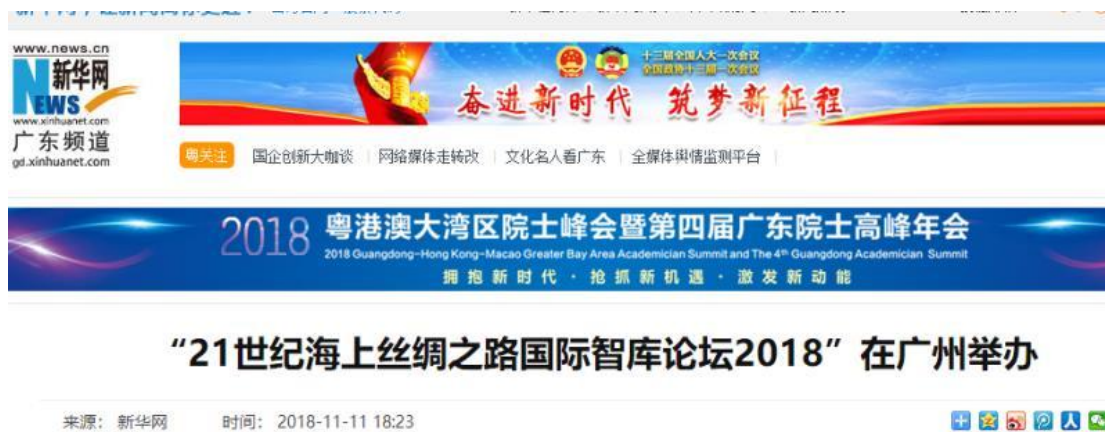 www.news.cn
新华网
NEWS
www.xinhuanet.com
广东频道
gd.xinhuanet.com
十三届全国人大一次会议
全国政协十三届一次会议
奋进新时代 筑梦新征程
粤关注 国企创新大咖谈 网络媒体走转改 文化名人看广东 全媒体舆情监测平台
2018 粤港澳大湾区院士峰会暨第四届广东院士高峰年会
2018 Guangdong-Hong Kong-Macao Greater Bay Area Academician Summit and The 4th Guangdong Academician Summit
拥抱新时代·抢抓新机遇·激发新动能
“21世纪海上丝绸之路国际智库论坛2018”在广州举办
来源: 新华网 时间: 2018-11-11 18:23